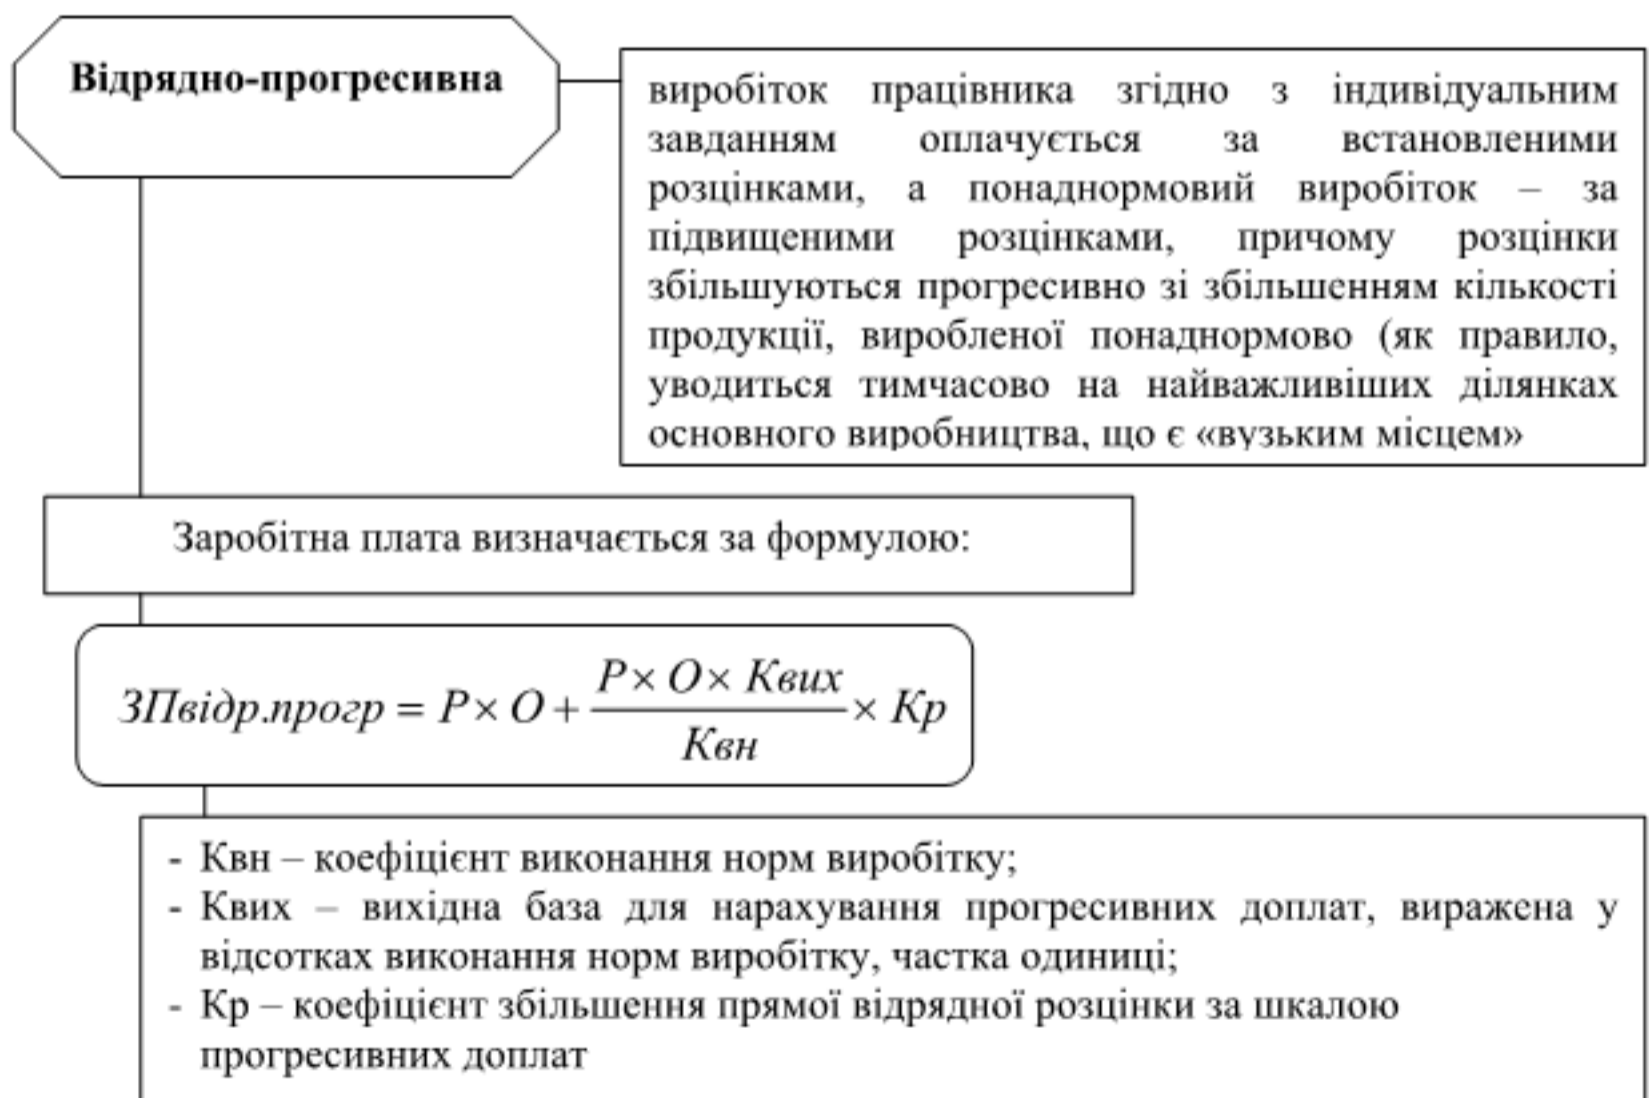 Відрядно-прогресивна
виробіток працівника згідно з індивідуальним
завданням оплачується за встановленими
розцінками, а понаднормовий виробіток – за
підвищеними розцінками, причому розцінки
збільшуються прогресивно зі збільшенням кількості
продукції, виробленої понаднормово (як правило,
уводиться тимчасово на найважливіших ділянках
основного виробництва, що є «вузьким місцем»
Заробітна плата визначається за формулою:
ЗПвідр.прогр = P × O + (P × O × Квих / Квн) × Кр
- Квн – коефіцієнт виконання норм виробітку;
- Квих – вихідна база для нарахування прогресивних доплат, виражена у
відсотках виконання норм виробітку, частка одиниці;
- Кр – коефіцієнт збільшення прямої відрядної розцінки за шкалою
прогресивних доплат